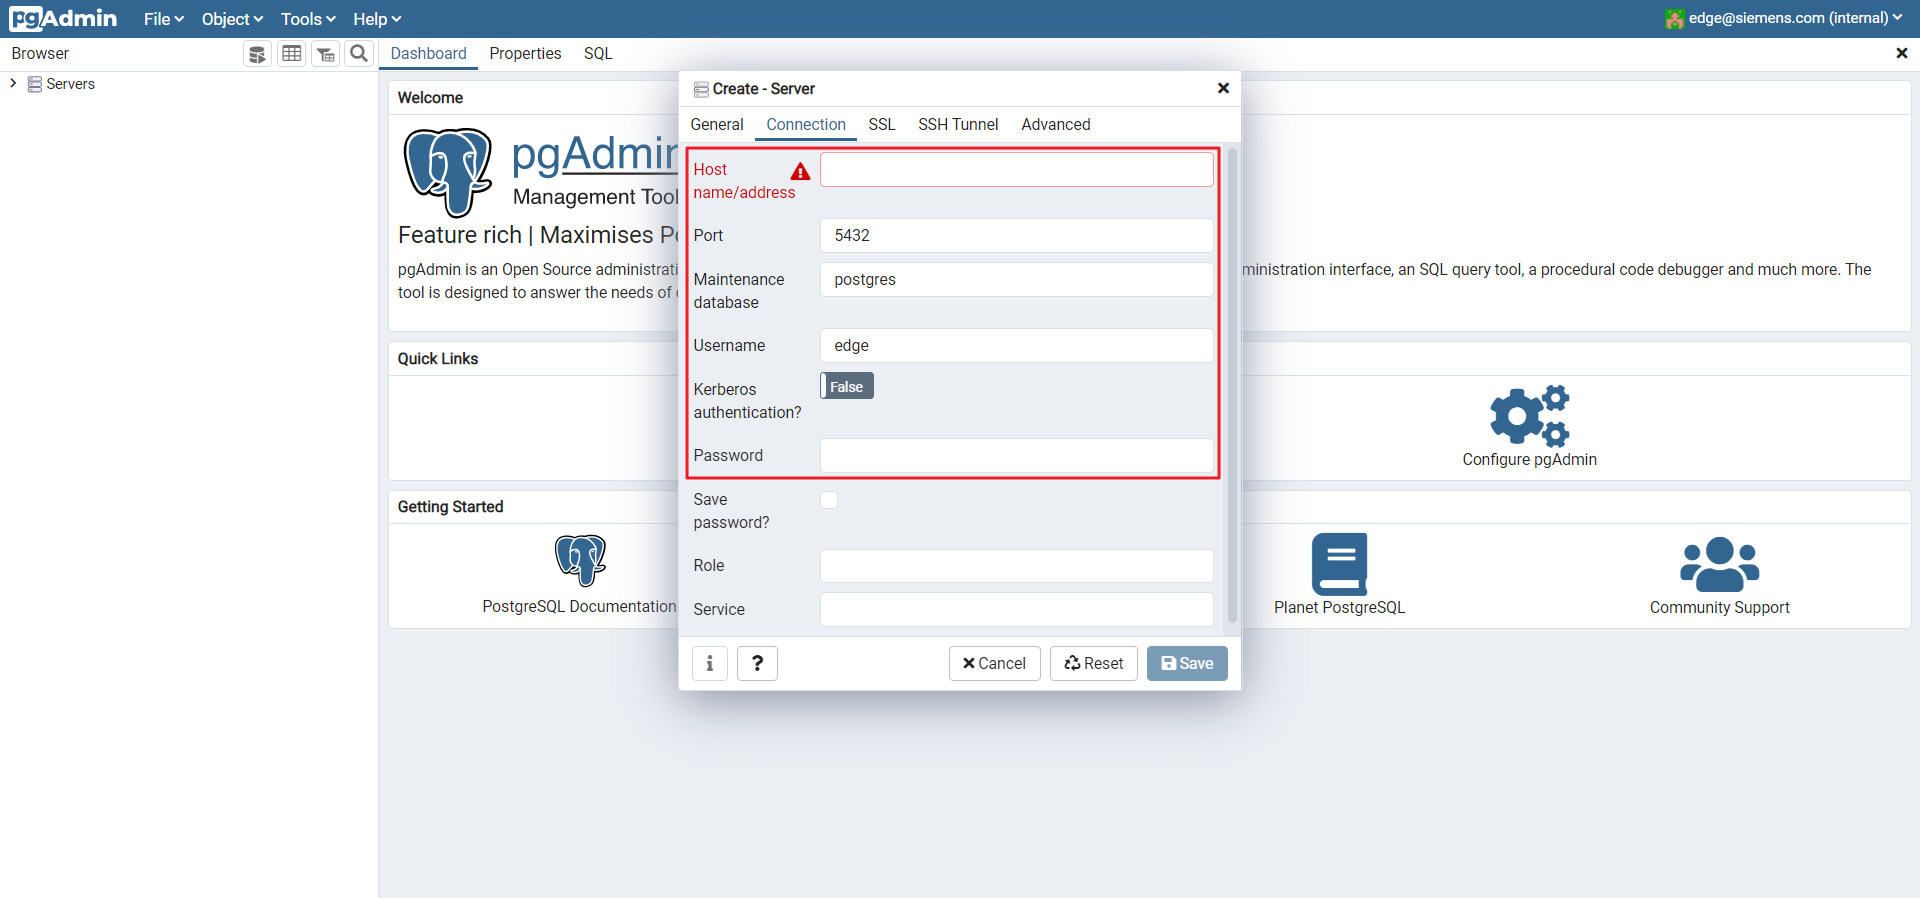 pgAdmin File Object Tools Help edge@siemens.com (internal)
Browser Dashboard Properties SQL
Servers
Welcome
pgAdmin
Management Tool
Feature rich | Maximises Po
pgAdmin is an Open Source administrati ministration interface, an SQL query tool, a procedural code debugger and much more. The
tool is designed to answer the needs of
Quick Links
Configure pgAdmin
Getting Started
PostgreSQL Documentation
Planet PostgreSQL
Community Support
Create - Server
General Connection SSL SSH Tunnel Advanced
Host
name/address
Port 5432
Maintenance
database
postgres
Username edge
Kerberos
authentication?
False
Password
Save
password?
Role
Service
i ? Cancel Reset Save